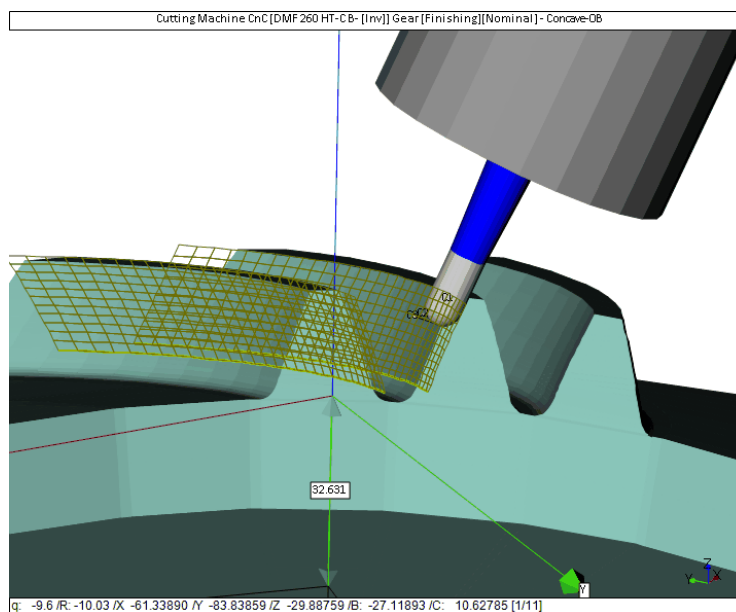 Cutting Machine CnC [DMF 260 HT-C B- [Inv]] Gear [Finishing][Nominal] - Concave-OB
C1
32.631
Y
Z
Y X
q: -9.6 /R: -10.03 /X -61.33890 /Y -83.83859 /Z -29.88759 /B: -27.11893 /C: 10.62785 [1/11]